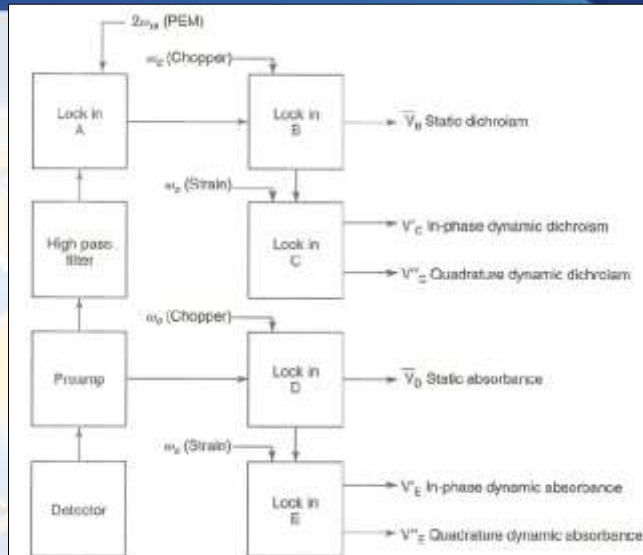 2ωm (PEM)
ωc (Chopper)
Lock in
A
Lock in
B
V̅B Static dichroism
ωs (Strain)
High pass
filter
Lock in
C
V'C In-phase dynamic dichroism
V"C Quadrature dynamic dichroism
ωc (Chopper)
Preamp
Lock in
D
V̅D Static absorbance
ωs (Strain)
Detector
Lock in
E
V'E In-phase dynamic absorbance
V"E Quadrature dynamic absorbance